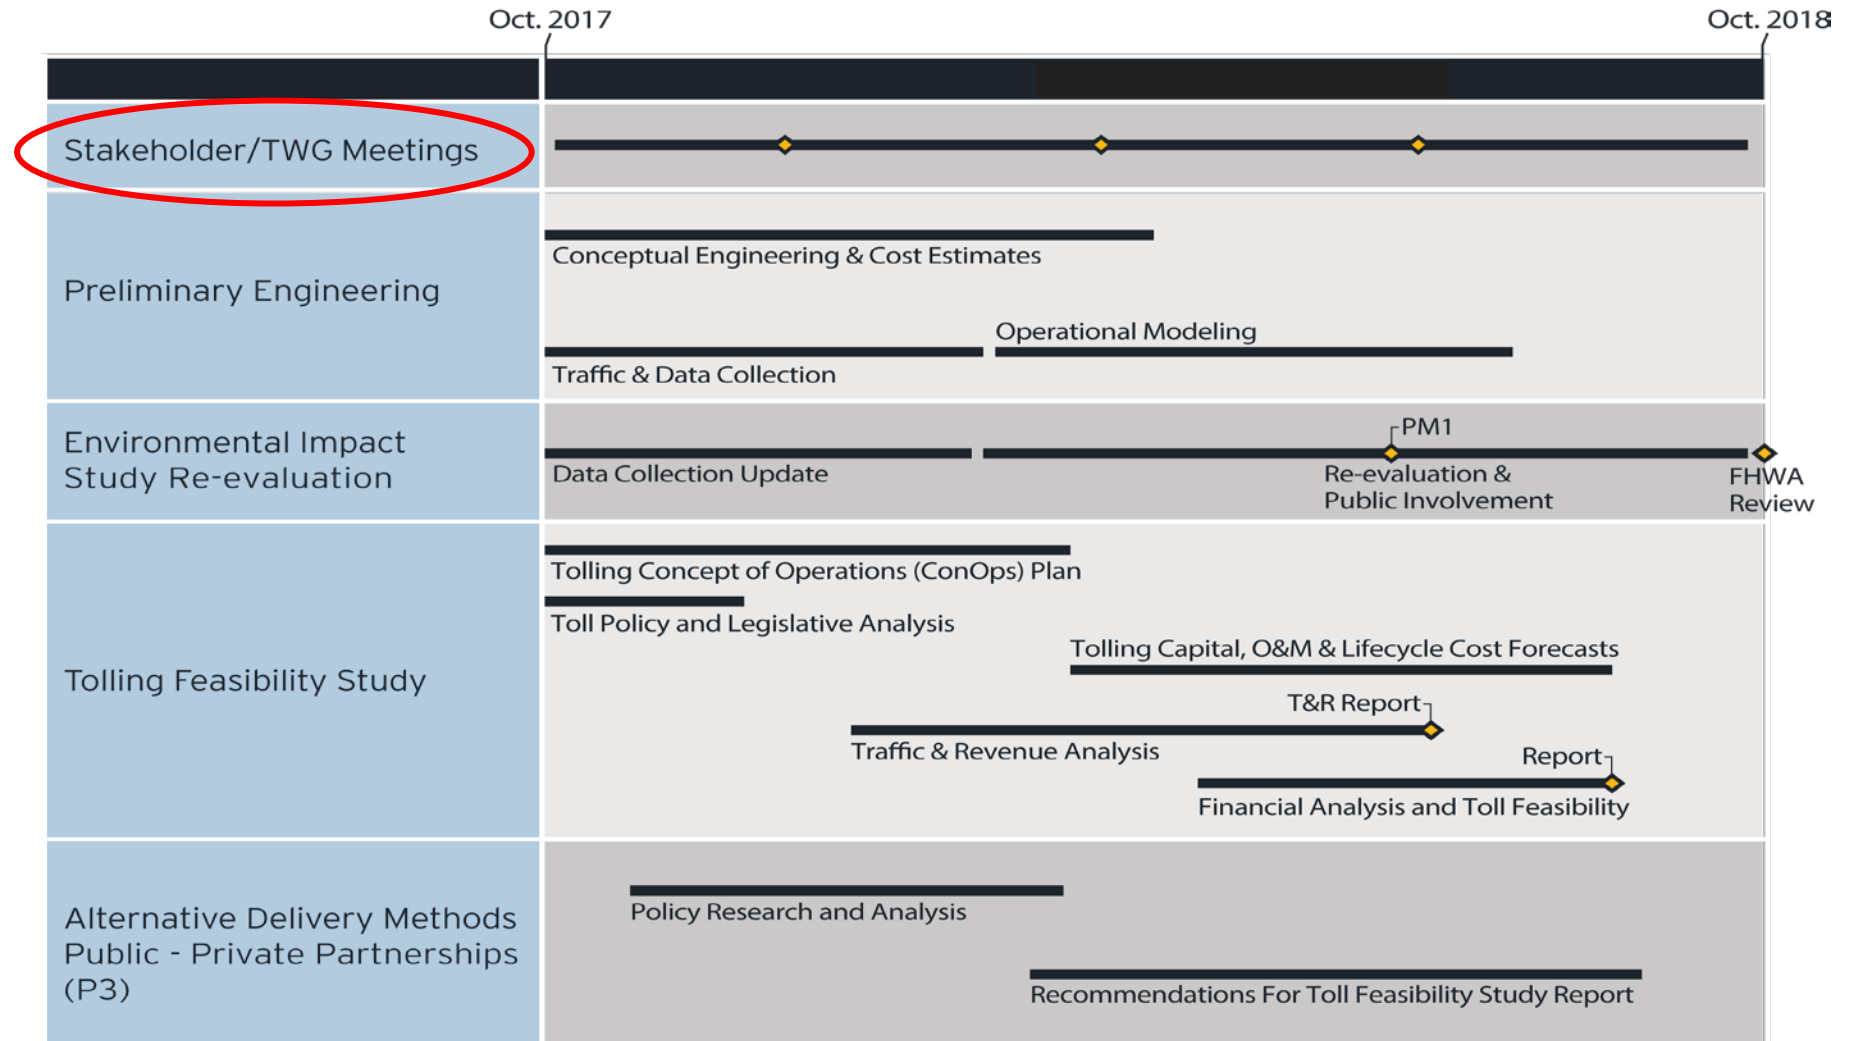 Oct. 2017
Oct. 2018
Stakeholder/TWG Meetings
Preliminary Engineering
Conceptual Engineering & Cost Estimates
Operational Modeling
Traffic & Data Collection
Environmental Impact
Study Re-evaluation
PM1
Data Collection Update
Re-evaluation &
Public Involvement
FHWA
Review
Tolling Feasibility Study
Tolling Concept of Operations (ConOps) Plan
Toll Policy and Legislative Analysis
Tolling Capital, O&M & Lifecycle Cost Forecasts
T&R Report
Traffic & Revenue Analysis
Report
Financial Analysis and Toll Feasibility
Alternative Delivery Methods
Public - Private Partnerships
(P3)
Policy Research and Analysis
Recommendations For Toll Feasibility Study Report